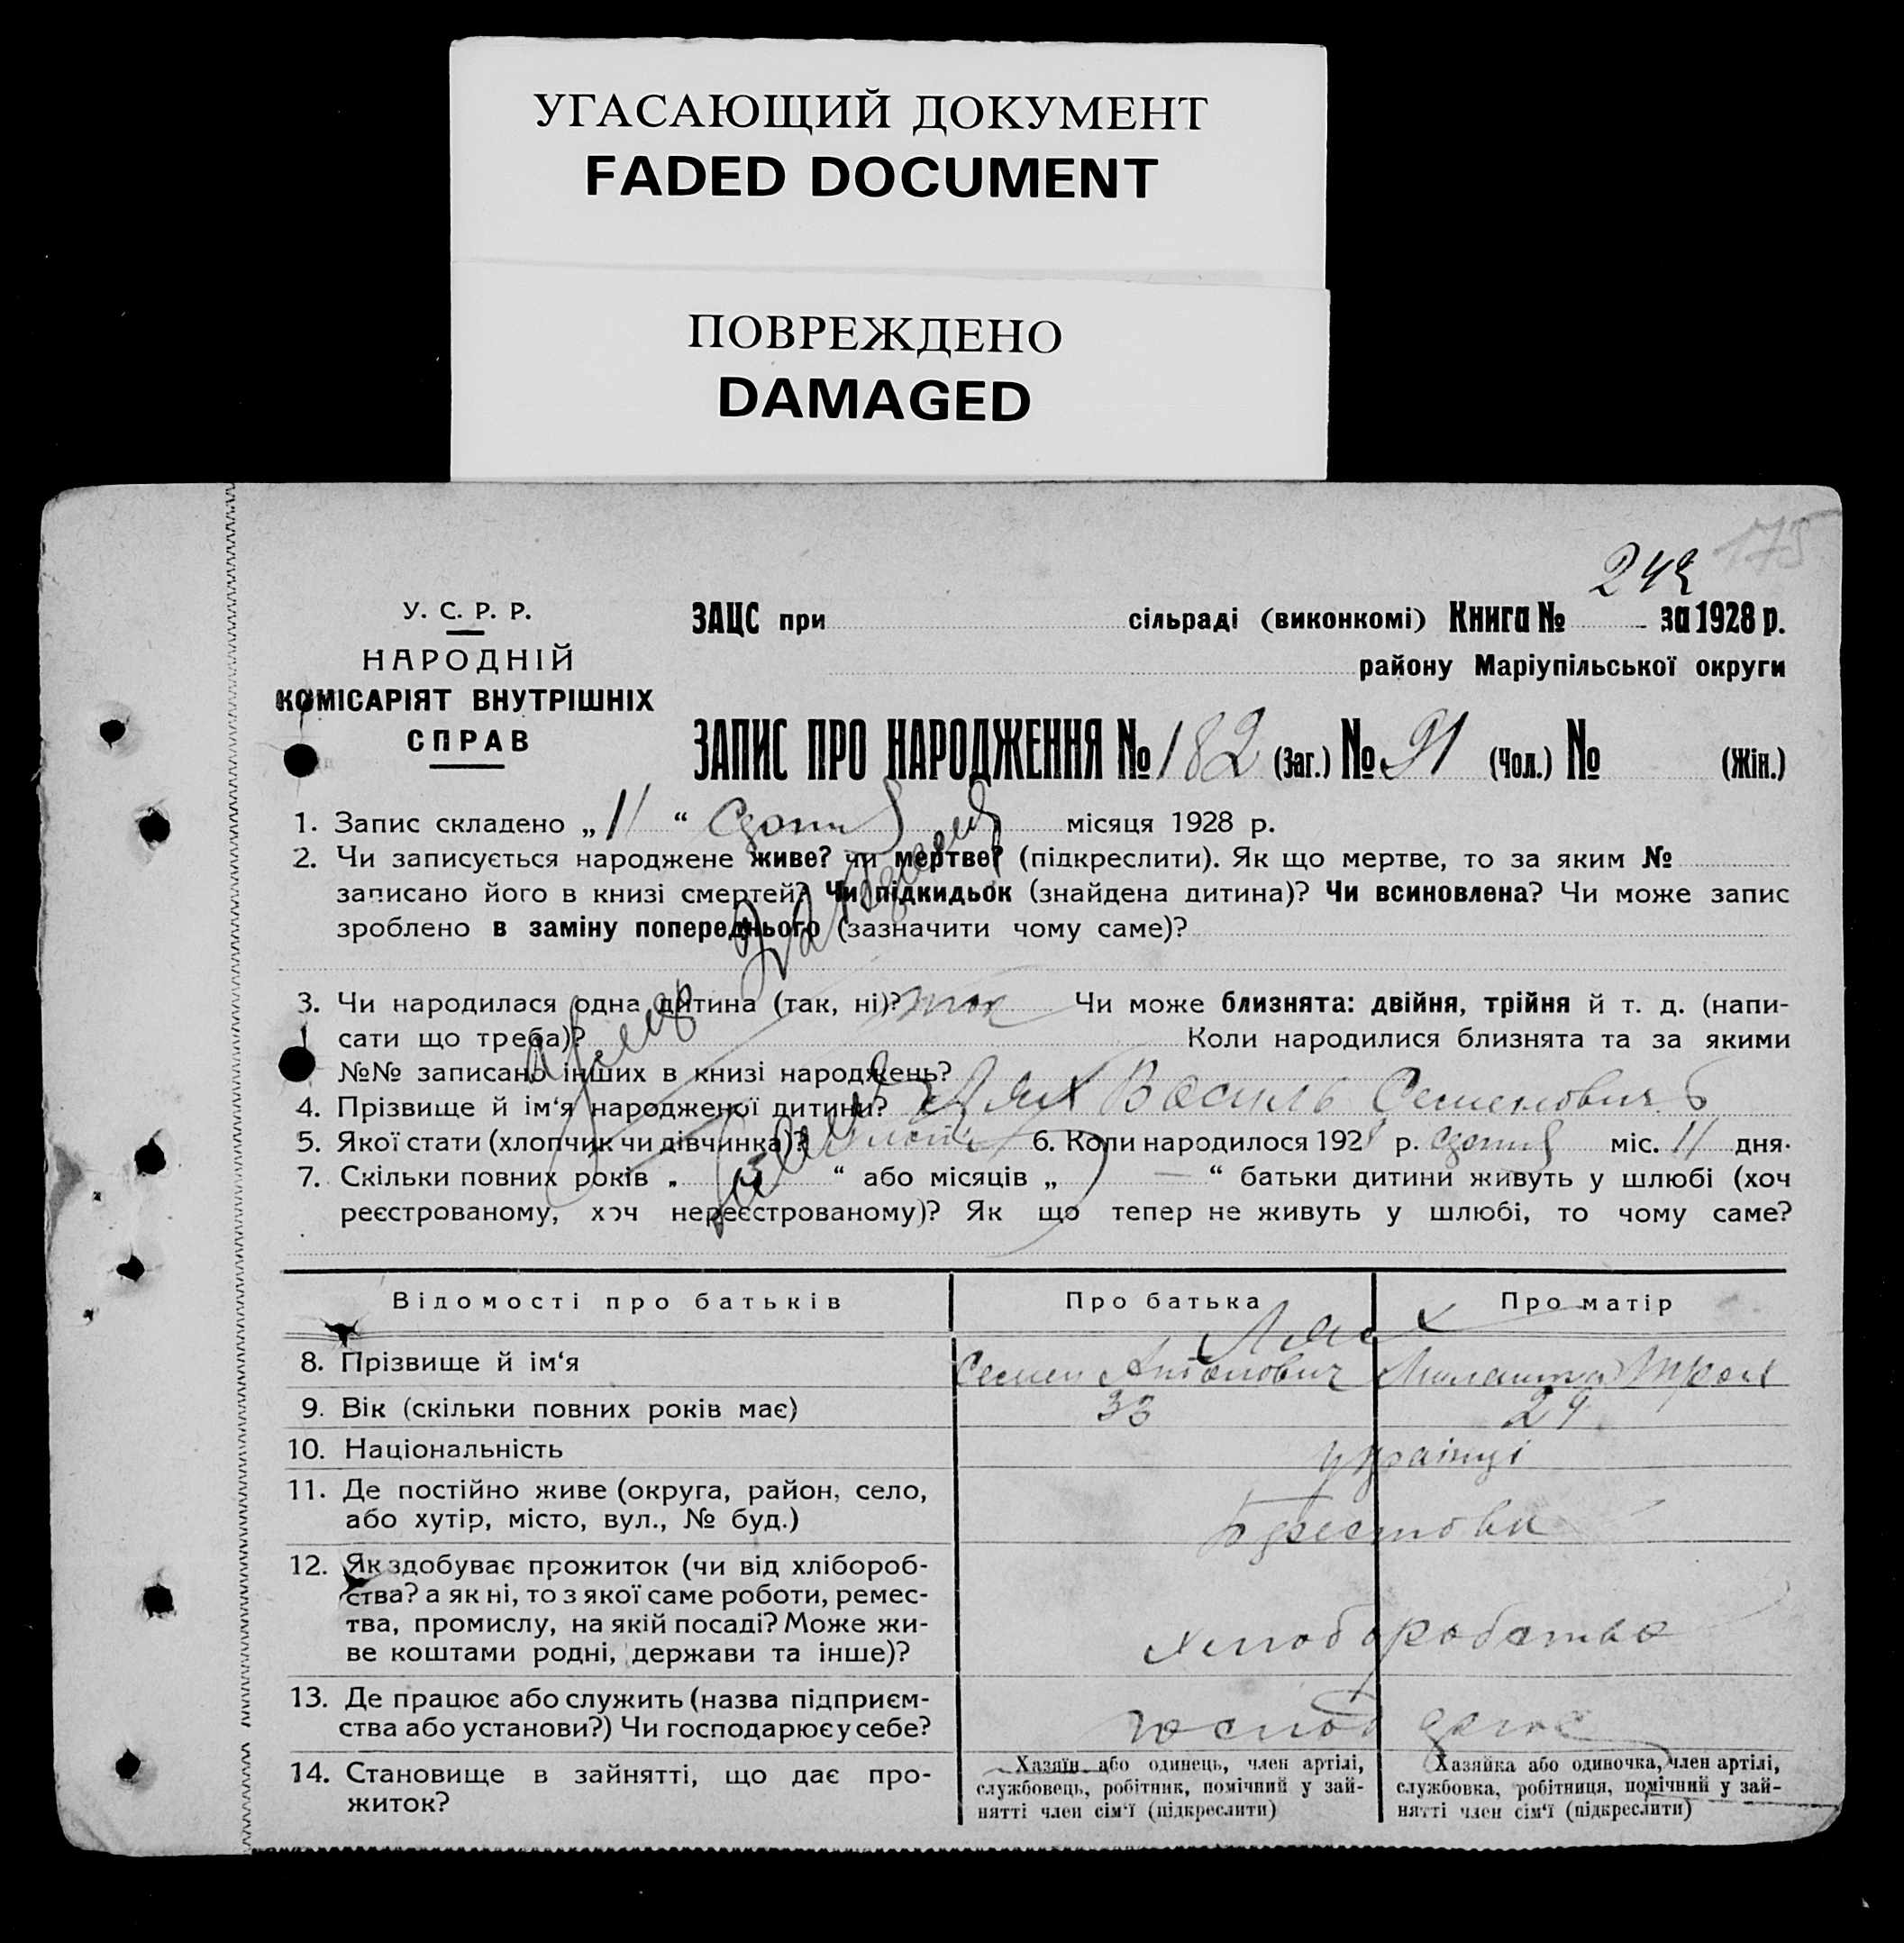 УГАСАЮЩИЙ ДОКУМЕНТ
FADED DOCUMENT
ПОВРЕЖДЕНО
DAMAGED
175
242
У. С. Р. Р.
НАРОДНІЙ
КОМІСАРІЯТ ВНУТРІШНІХ
СПРАВ
ЗАЦС при сільраді (виконкомі) Книга № за 1928 р.
району Маріупільської округи
ЗАПИС ПРО НАРОДЖЕННЯ № 182 (Заг.) № 91 (Чол.) № (Жін.)
1. Запис складено „ 11 “ місяця 1928 р.
2. Чи записується народжене живе? чи мертве? (підкреслити). Як що мертве, то за яким №
записано його в книзі смертей? Чи підкидьок (знайдена дитина)? Чи всиновлена? Чи може запис
зроблено в заміну попереднього (зазначити чому саме)?
3. Чи народилася одна дитина (так, ні)? так Чи може близнята: двійня, трійня й т. д. (напи-
сати що треба)? Коли народилися близнята та за якими
№№ записано інших в книзі народжень?
4. Прізвище й ім‘я народженої дитини? Лях Василь Семенович
5. Якої стати (хлопчик чи дівчинка)? 6. Коли народилося 1928 р. міс. 11 дня.
7. Скільки повних років „ “ або місяців „ — “ батьки дитини живуть у шлюбі (хоч
реєстрованому, хоч нереєстрованому)? Як що тепер не живуть у шлюбі, то чому саме?
Відомості про батьків Про батька Про матір
Лях
8. Прізвище й ім‘я Семен Антонович
9. Вік (скільки повних років має) 33 24
10. Національність українці
11. Де постійно живе (округа, район, село,
або хутір, місто, вул., № буд.)
12. Як здобуває прожиток (чи від хлібороб-
ства? а як ні, то з якої саме роботи, ремес-
тва, промислу, на якій посаді? Може жи-
ве коштами родні, держави та інше)?
хліборобство
13. Де працює або служить (назва підприєм-
ства або установи?) Чи господарює у себе?
14. Становище в зайнятті, що дає про-
житок?
Хазяїн або одинець, член артілі,
службовець, робітник, помічний у зай-
нятті член сім‘ї (підкреслити)
Хазяйка або одиночка, член артілі,
службовка, робітниця, помічний у зай-
нятті член сім‘ї (підкреслити)